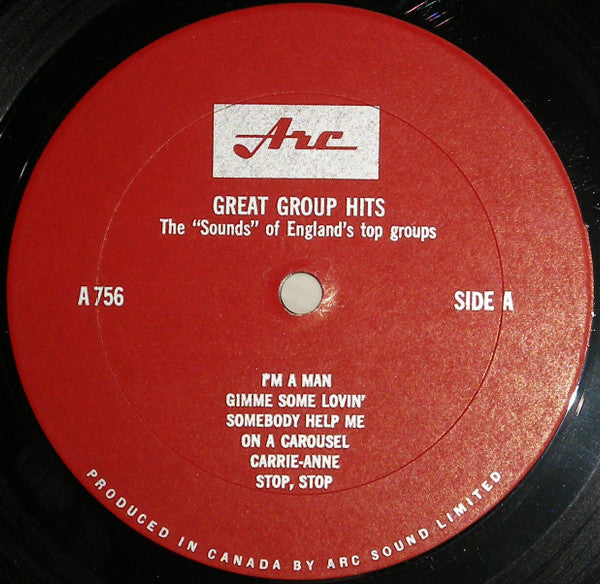 Arc
GREAT GROUP HITS
The "Sounds" of England's top groups
A 756
SIDE A
I'M A MAN
GIMME SOME LOVIN'
SOMEBODY HELP ME
ON A CAROUSEL
CARRIE-ANNE
STOP, STOP
PRODUCED IN CANADA BY ARC SOUND LIMITED